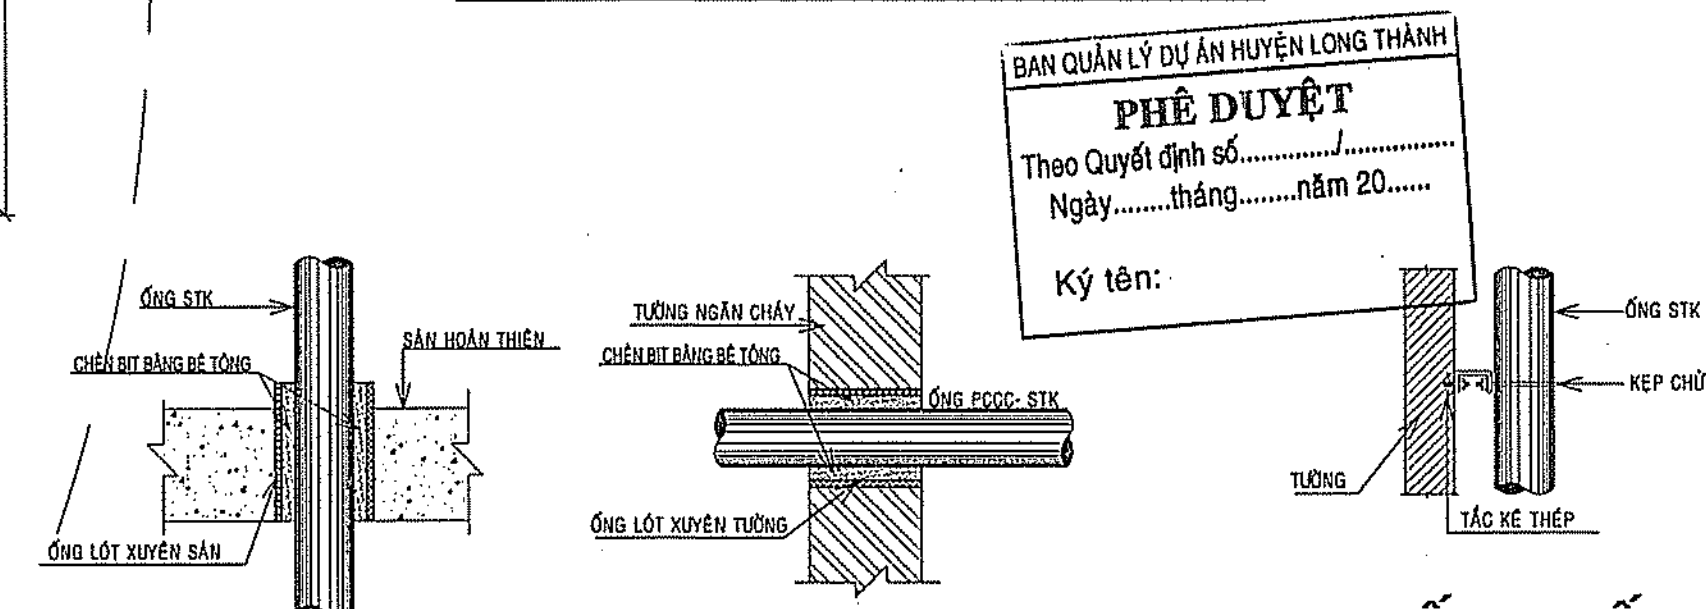 BAN QUẢN LÝ DỰ ÁN HUYỆN LONG THÀNH
PHÊ DUYỆT
Theo Quyết định số............./................
Ngày........tháng........năm 20......
Ký tên:
ỐNG STK
SÀN HOÀN THIỆN
CHÈN BIT BẰNG BÊ TÔNG
ỐNG LÓT XUYÊN SÀN
TƯỜNG NGĂN CHÁY
CHÈN BIT BẰNG BÊ TÔNG
ỐNG PCCC- STK
ỐNG LÓT XUYÊN TƯỜNG
ỐNG STK
KẸP CHỮ
TƯỜNG
TẮC KÊ THÉP